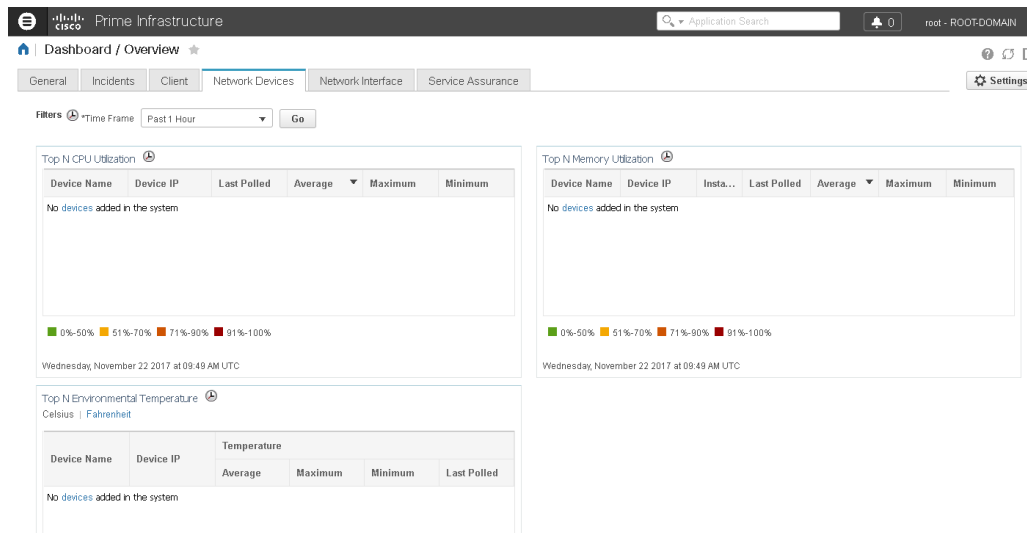 cisco Prime Infrastructure Application Search 0 root - ROOT-DOMAIN
Dashboard / Overview
General Incidents Client Network Devices Network Interface Service Assurance Settings
Filters *Time Frame Past 1 Hour Go
Top N CPU Utilization
Device Name Device IP Last Polled Average Maximum Minimum
No devices added in the system
0%-50% 51%-70% 71%-90% 91%-100%
Wednesday, November 22 2017 at 09:49 AM UTC
Top N Memory Utilization
Device Name Device IP Insta... Last Polled Average Maximum Minimum
No devices added in the system
0%-50% 51%-70% 71%-90% 91%-100%
Wednesday, November 22 2017 at 09:49 AM UTC
Top N Environmental Temperature
Celsius | Fahrenheit
Device Name Device IP Temperature
Average Maximum Minimum Last Polled
No devices added in the system